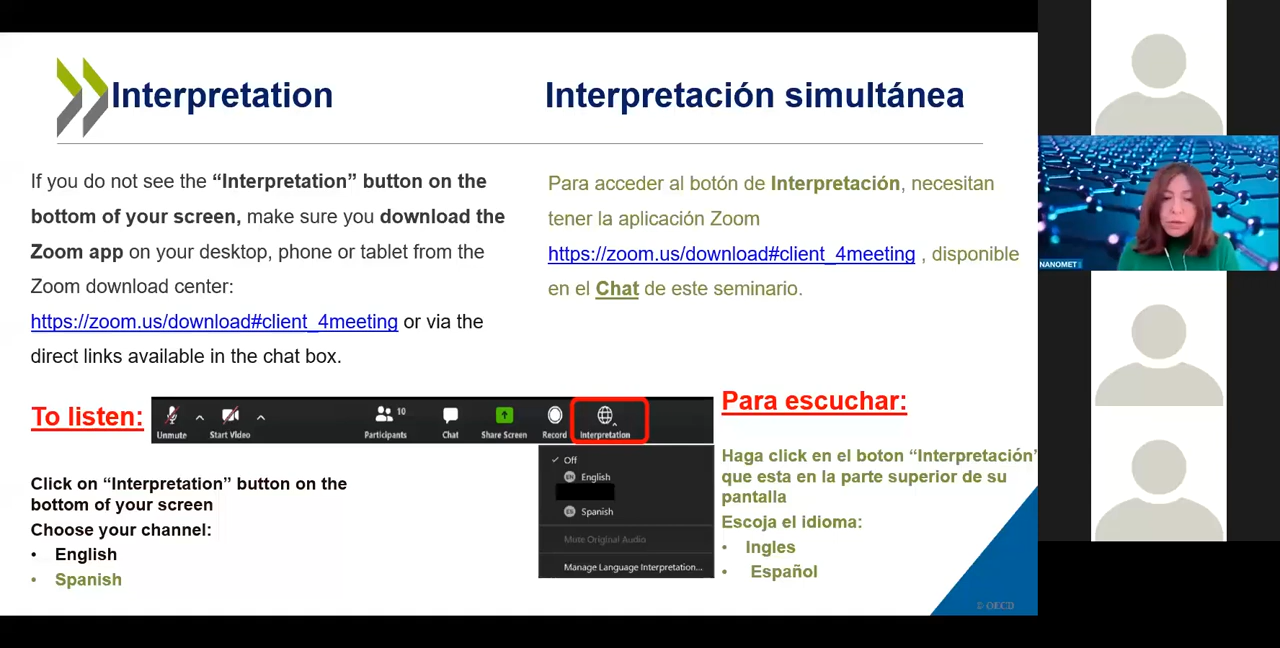 Interpretation
If you do not see the “Interpretation” button on the
bottom of your screen, make sure you download the
Zoom app on your desktop, phone or tablet from the
Zoom download center:
https://zoom.us/download#client_4meeting or via the
direct links available in the chat box.
Interpretación simultánea
Para acceder al botón de Interpretación, necesitan
tener la aplicación Zoom
https://zoom.us/download#client_4meeting , disponible
en el Chat de este seminario.
To listen:
Unmute
Start Video
10
Participants
Chat
Share Screen
Record
Interpretation
Off
EN English
EN Spanish
Mute Original Audio
Manage Language Interpretation...
Click on “Interpretation” button on the
bottom of your screen
Choose your channel:
• English
• Spanish
Para escuchar:
Haga click en el boton “Interpretación”
que esta en la parte superior de su
pantalla
Escoja el idioma:
• Ingles
• Español
© OECD
NANOMET